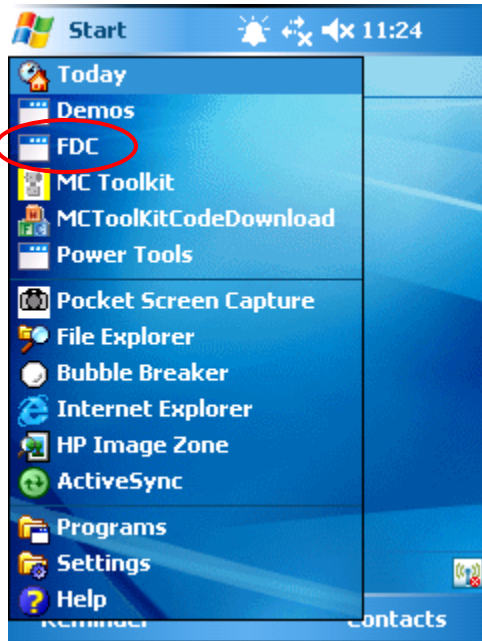 Start 11:24
Today
Demos
FDC
MC Toolkit
MCToolKitCodeDownload
Power Tools
Pocket Screen Capture
File Explorer
Bubble Breaker
Internet Explorer
HP Image Zone
ActiveSync
Programs
Settings
Help